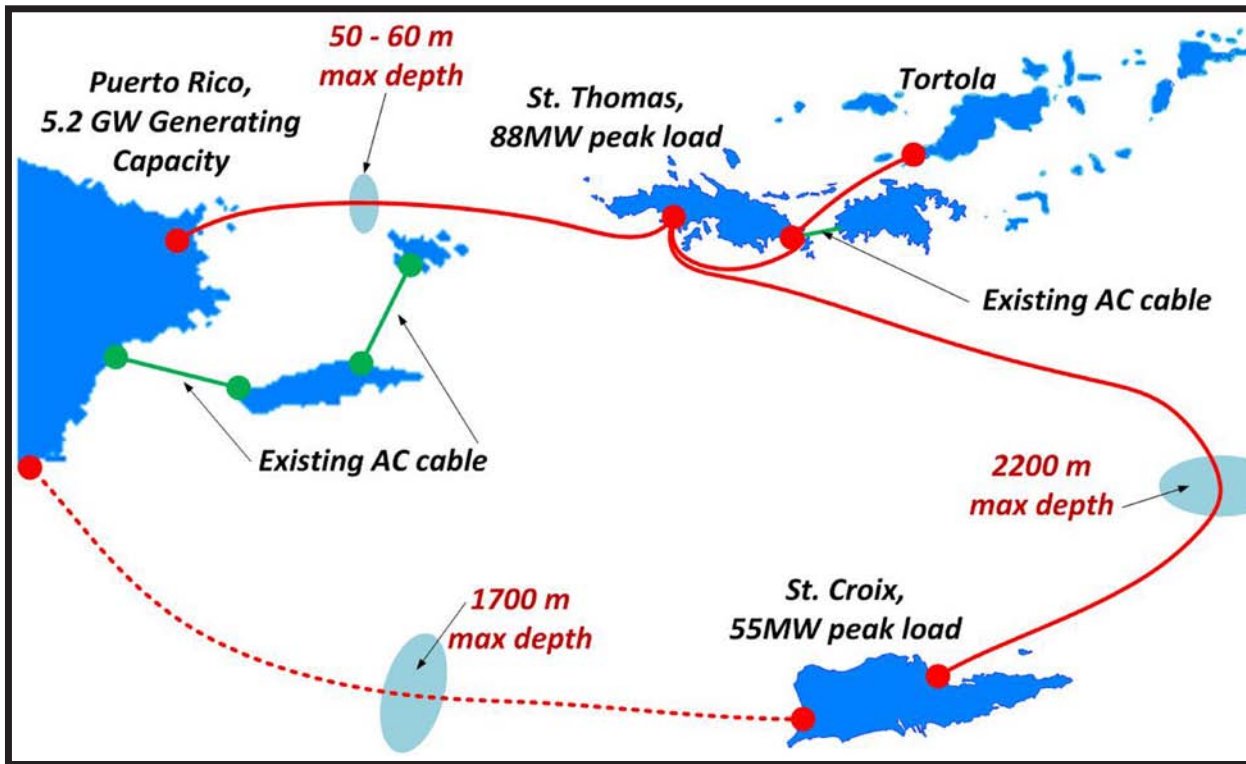 50 - 60 m
max depth
Puerto Rico,
5.2 GW Generating
Capacity
St. Thomas,
88MW peak load
Tortola
Existing AC cable
Existing AC cable
2200 m
max depth
1700 m
max depth
St. Croix,
55MW peak load